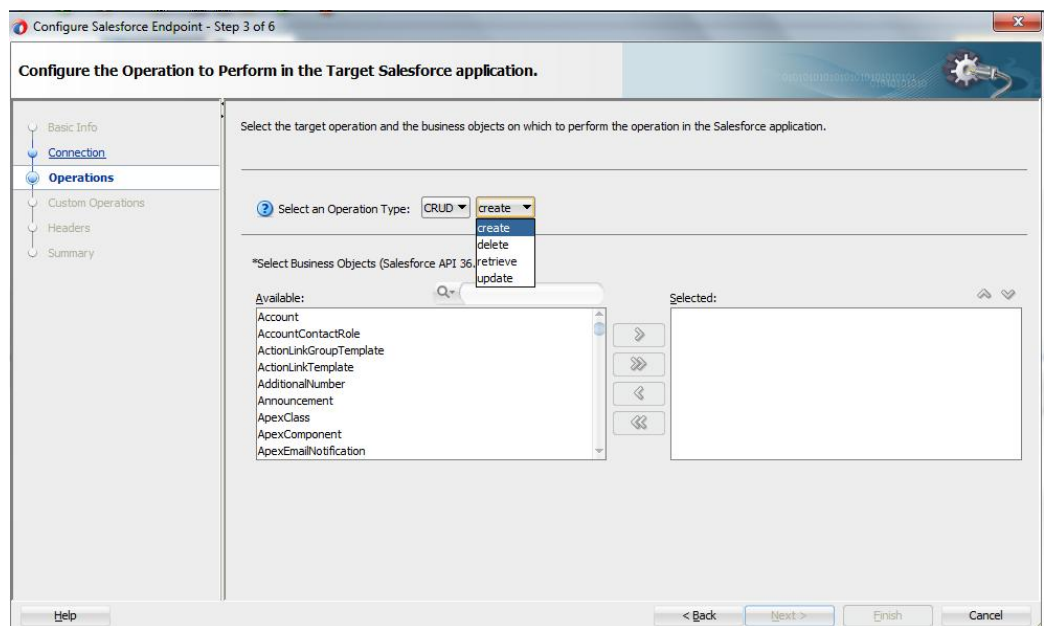 Configure Salesforce Endpoint - Step 3 of 6
Configure the Operation to Perform in the Target Salesforce application.
Basic Info
Connection
Operations
Custom Operations
Headers
Summary
Select the target operation and the business objects on which to perform the operation in the Salesforce application.
Select an Operation Type: CRUD create
create
delete
retrieve
update
*Select Business Objects (Salesforce API 36.
Available:
Selected:
Account
AccountContactRole
ActionLinkGroupTemplate
ActionLinkTemplate
AdditionalNumber
Announcement
ApexClass
ApexComponent
ApexEmailNotification
Help
< Back
Next >
Finish
Cancel